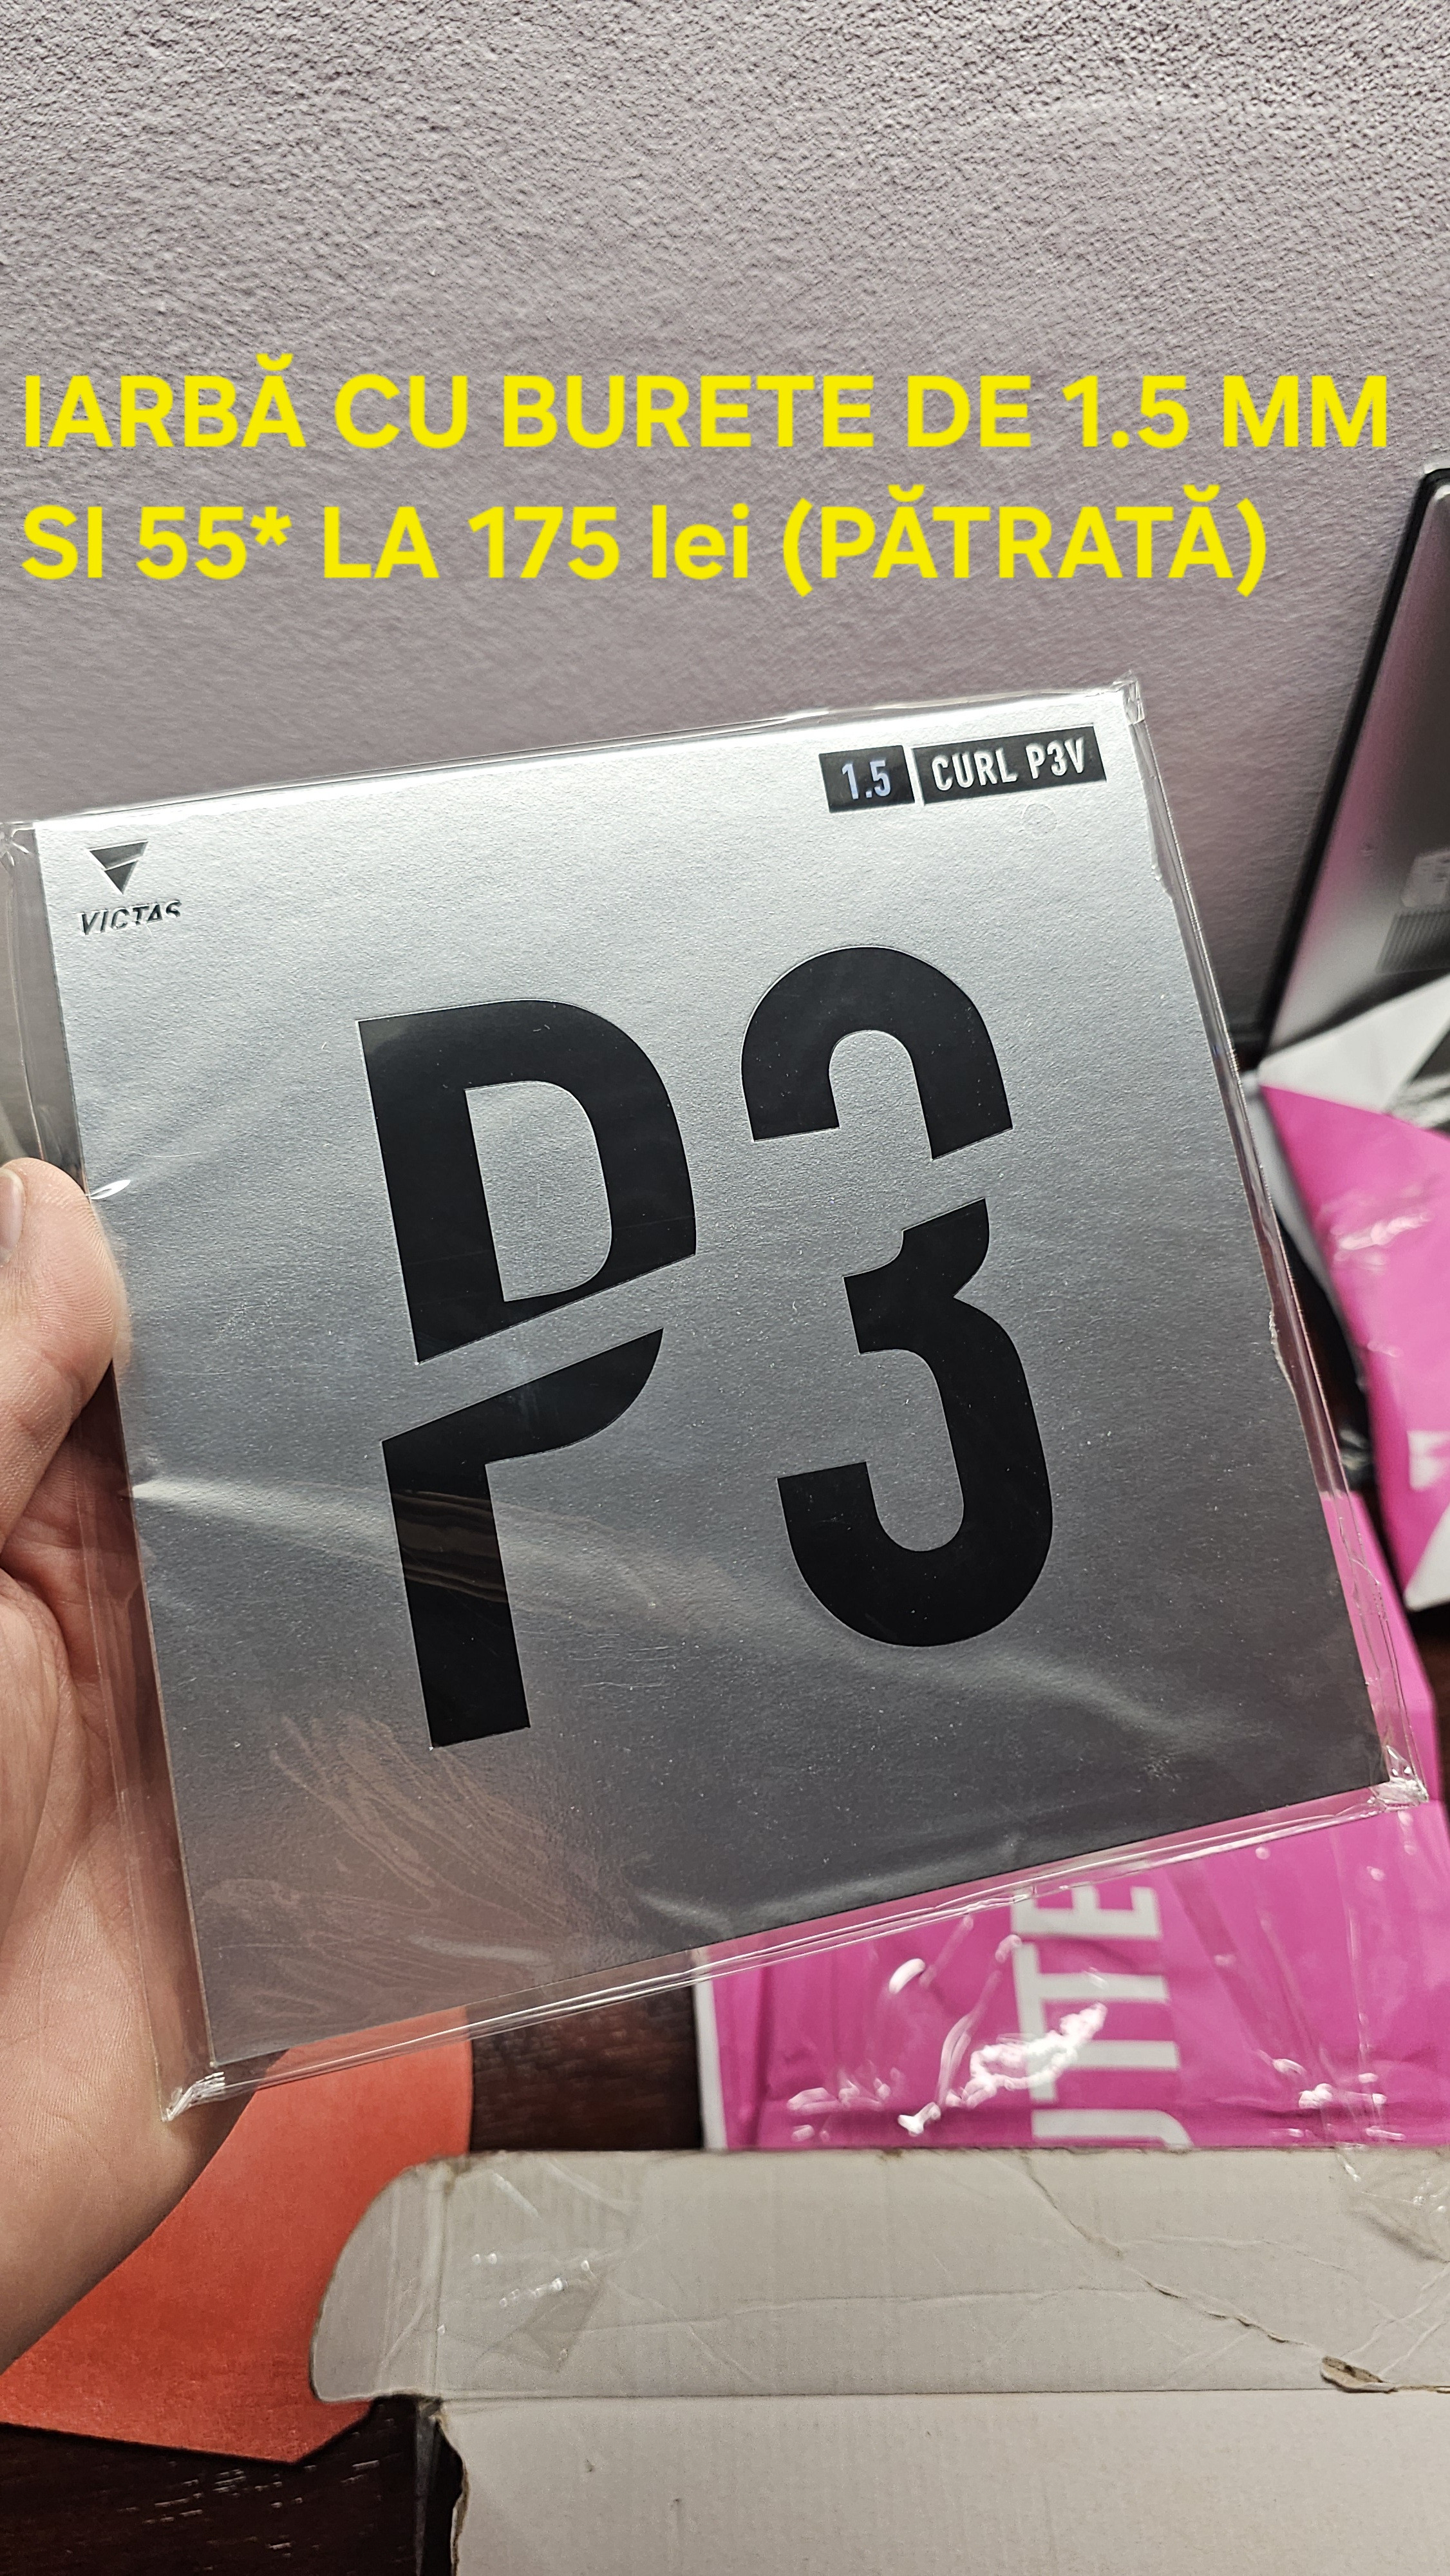 IARBĂ CU BURETE DE 1.5 MM
SI 55* LA 175 lei (PĂTRATĂ)
1.5 CURL P3V
VICTAS
P3